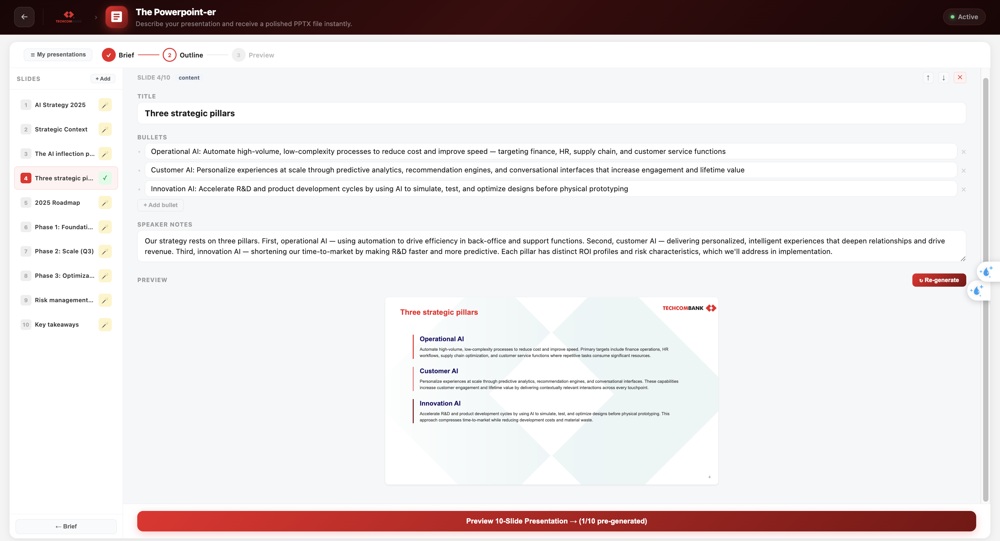 The Powerpoint-er
Describe your presentation and receive a polished PPTX file instantly.
TECHCOMBANK
Active
My presentations
Brief
2
Outline
3
Preview
SLIDES
+ Add
1 AI Strategy 2025
2 Strategic Context
3 The AI inflection p...
4 Three strategic pi...
5 2025 Roadmap
6 Phase 1: Foundati...
7 Phase 2: Scale (Q3)
8 Phase 3: Optimiza...
9 Risk management...
10 Key takeaways
← Brief
SLIDE 4/10 content
TITLE
Three strategic pillars
BULLETS
Operational AI: Automate high-volume, low-complexity processes to reduce cost and improve speed — targeting finance, HR, supply chain, and customer service functions
Customer AI: Personalize experiences at scale through predictive analytics, recommendation engines, and conversational interfaces that increase engagement and lifetime value
Innovation AI: Accelerate R&D and product development cycles by using AI to simulate, test, and optimize designs before physical prototyping
+ Add bullet
SPEAKER NOTES
Our strategy rests on three pillars. First, operational AI — using automation to drive efficiency in back-office and support functions. Second, customer AI — delivering personalized, intelligent experiences that deepen relationships and drive
revenue. Third, innovation AI — shortening our time-to-market by making R&D faster and more predictive. Each pillar has distinct ROI profiles and risk characteristics, which we'll address in implementation.
PREVIEW
↻ Re-generate
Three strategic pillars
TECHCOMBANK
Operational AI
Automate high-volume, low-complexity processes to reduce cost and improve speed. Primary targets include finance operations, HR
workflows, supply chain optimization, and customer service functions where repetitive tasks consume significant resources.
Customer AI
Personalize experiences at scale through predictive analytics, recommendation engines, and conversational interfaces. These capabilities
increase customer engagement and lifetime value by delivering contextually relevant interactions across every touchpoint.
Innovation AI
Accelerate R&D and product development cycles by using AI to simulate, test, and optimize designs before physical prototyping. This
approach compresses time-to-market while reducing development costs and material waste.
4
Preview 10-Slide Presentation → (1/10 pre-generated)